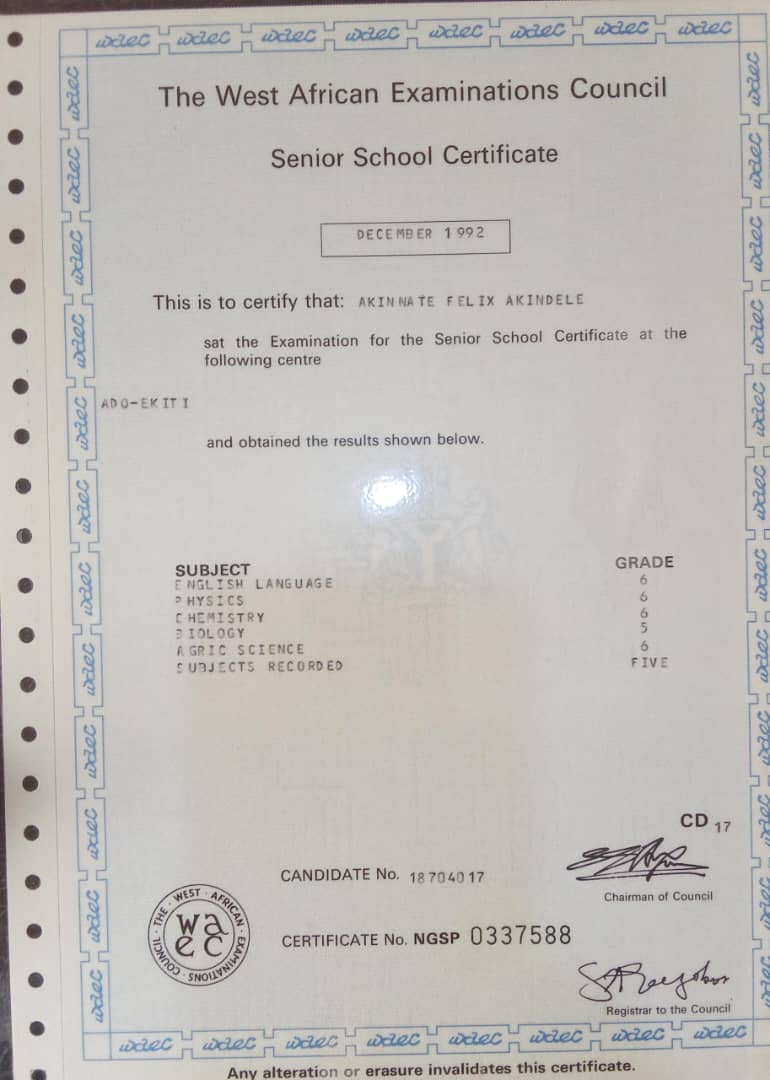 waec waec waec waec waec waec waec waec
The West African Examinations Council
Senior School Certificate
DECEMBER 1992
This is to certify that: AKINNATE FELIX AKINDELE
sat the Examination for the Senior School Certificate at the
following centre
ADO-EKITI
and obtained the results shown below.
SUBJECT GRADE
ENGLISH LANGUAGE 6
PHYSICS 6
CHEMISTRY 6
BIOLOGY 5
AGRIC SCIENCE 6
SUBJECTS RECORDED FIVE
CD 17
CANDIDATE No. 18704017
Chairman of Council
THE · WEST · AFRICAN · EXAMINATIONS · COUNCIL
wa
ec
CERTIFICATE No. NGSP 0337588
Registrar to the Council
waec waec waec waec waec waec waec waec
Any alteration or erasure invalidates this certificate.